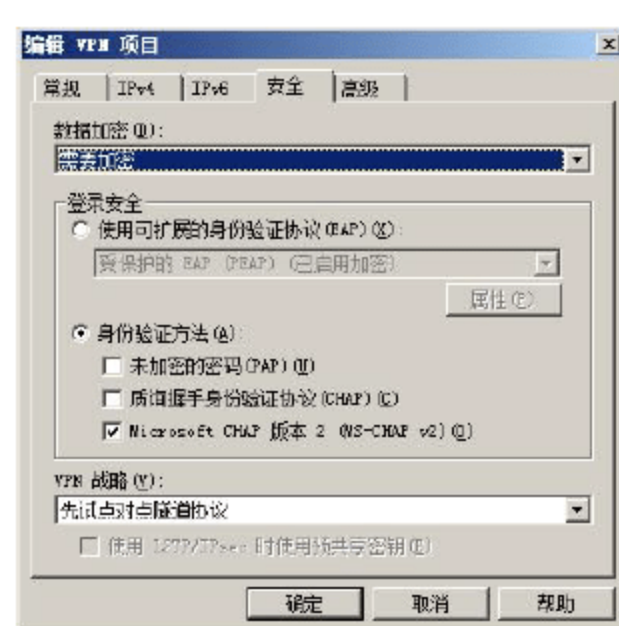 编辑 VPN 项目
常规 IPv4 IPv6 安全 高级
数据加密(D):
需要加密
登录安全
使用可扩展的身份验证协议(EAP)(X):
受保护的 EAP (PEAP) (已启用加密)
属性(E)
身份验证方法(A):
未加密的密码(PAP)(U)
质询握手身份验证协议(CHAP)(C)
Microsoft CHAP 版本 2 (MS-CHAP v2)(Q)
VPN 战略(V):
先试点对点隧道协议
使用 L2TP/IPsec 时使用预共享密钥(E)
确定 取消 帮助